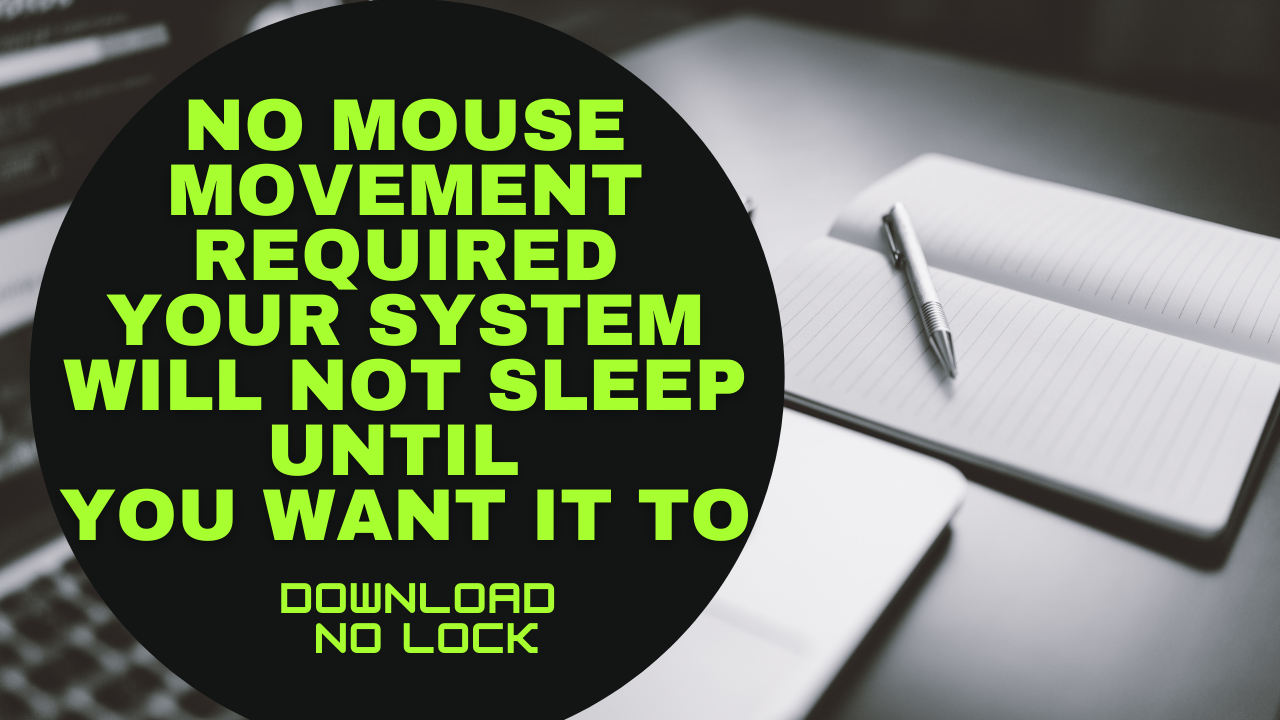 NO MOUSE
MOVEMENT
REQUIRED
YOUR SYSTEM
WILL NOT SLEEP
UNTIL
YOU WANT IT TO
DOWNLOAD
NO LOCK